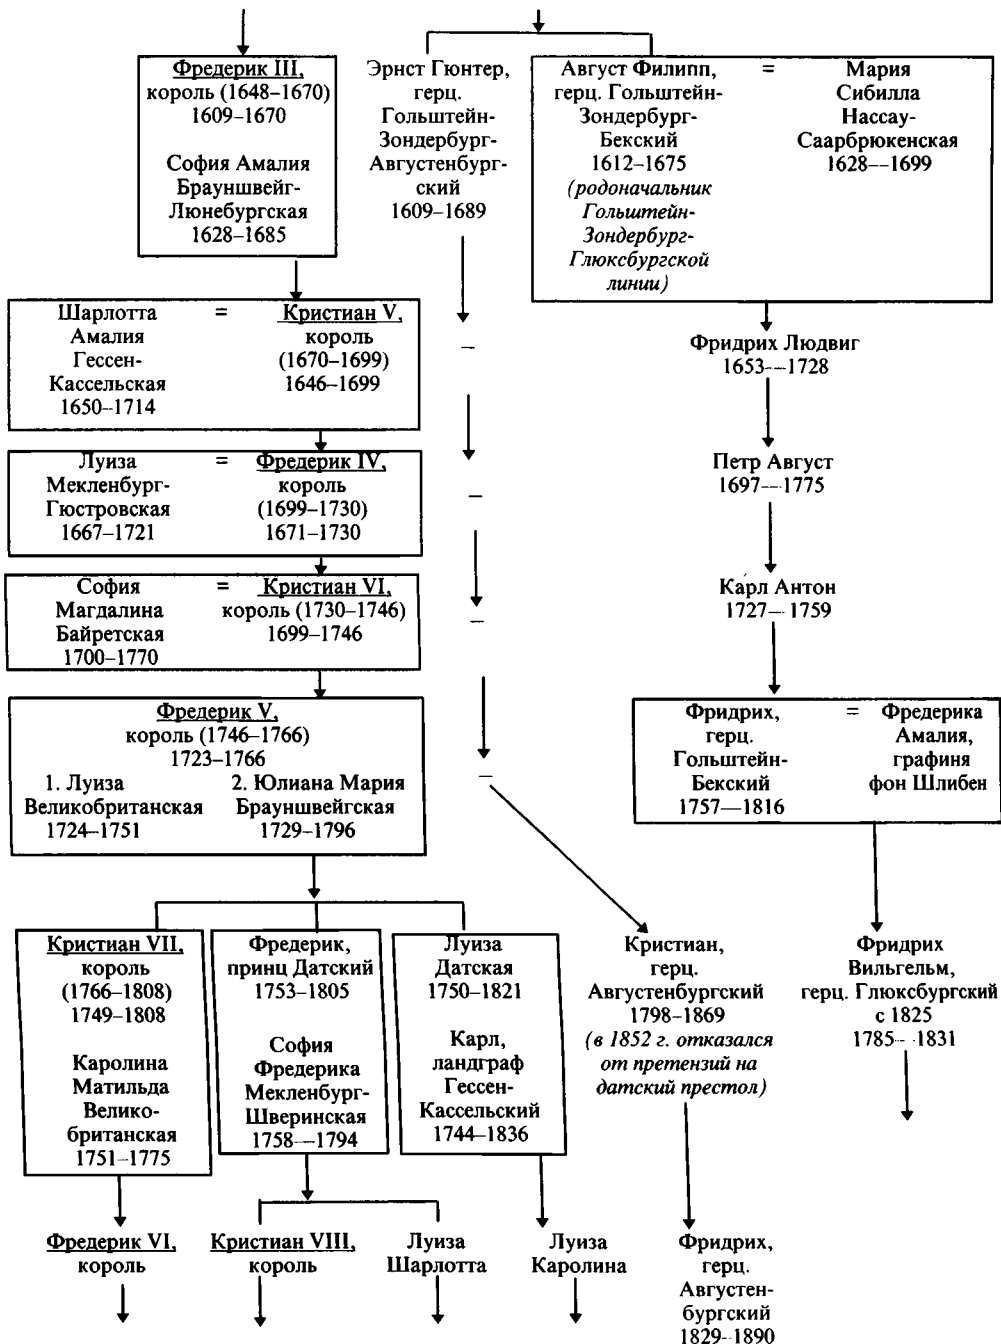 Фредерик III,
король (1648–1670)
1609–1670
София Амалия
Брауншвейг-
Люнебургская
1628–1685
Эрнст Гюнтер,
герц.
Гольштейн-
Зондербург-
Августенбург-
ский
1609–1689
Август Филипп,
герц. Гольштейн-
Зондербург-
Бекский
1612–1675
(родоначальник
Гольштейн-
Зондербург-
Глюксбургской
линии)
=
Мария
Сибилла
Нассау-
Саарбрюкенская
1628–1699
Шарлотта
Амалия
Гессен-
Кассельская
1650–1714
=
Кристиан V,
король
(1670–1699)
1646–1699
–
Фридрих Людвиг
1653–1728
Луиза
Мекленбург-
Гюстровская
1667–1721
=
Фредерик IV,
король
(1699–1730)
1671–1730
–
Петр Август
1697–1775
София
Магдалина
Байретская
1700–1770
=
Кристиан VI,
король (1730–1746)
1699–1746
–
Карл Антон
1727–1759
Фредерик V,
король (1746–1766)
1723–1766
1. Луиза
Великобританская
1724–1751
2. Юлиана Мария
Брауншвейгская
1729–1796
–
Фридрих,
герц.
Гольштейн-
Бекский
1757–1816
=
Фредерика
Амалия,
графиня
фон Шлибен
Кристиан VII,
король
(1766–1808)
1749–1808
Каролина
Матильда
Велико-
британская
1751–1775
Фредерик,
принц Датский
1753–1805
София
Фредерика
Мекленбург-
Шверинская
1758–1794
Луиза
Датская
1750–1821
Карл,
ландграф
Гессен-
Кассельский
1744–1836
Кристиан,
герц.
Августенбургский
1798–1869
(в 1852 г. отказался
от претензий на
датский престол)
Фридрих
Вильгельм,
герц. Глюксбургский
с 1825
1785–1831
Фредерик VI,
король
Кристиан VIII,
король
Луиза
Шарлотта
Луиза
Каролина
Фридрих,
герц.
Августен-
бургский
1829–1890